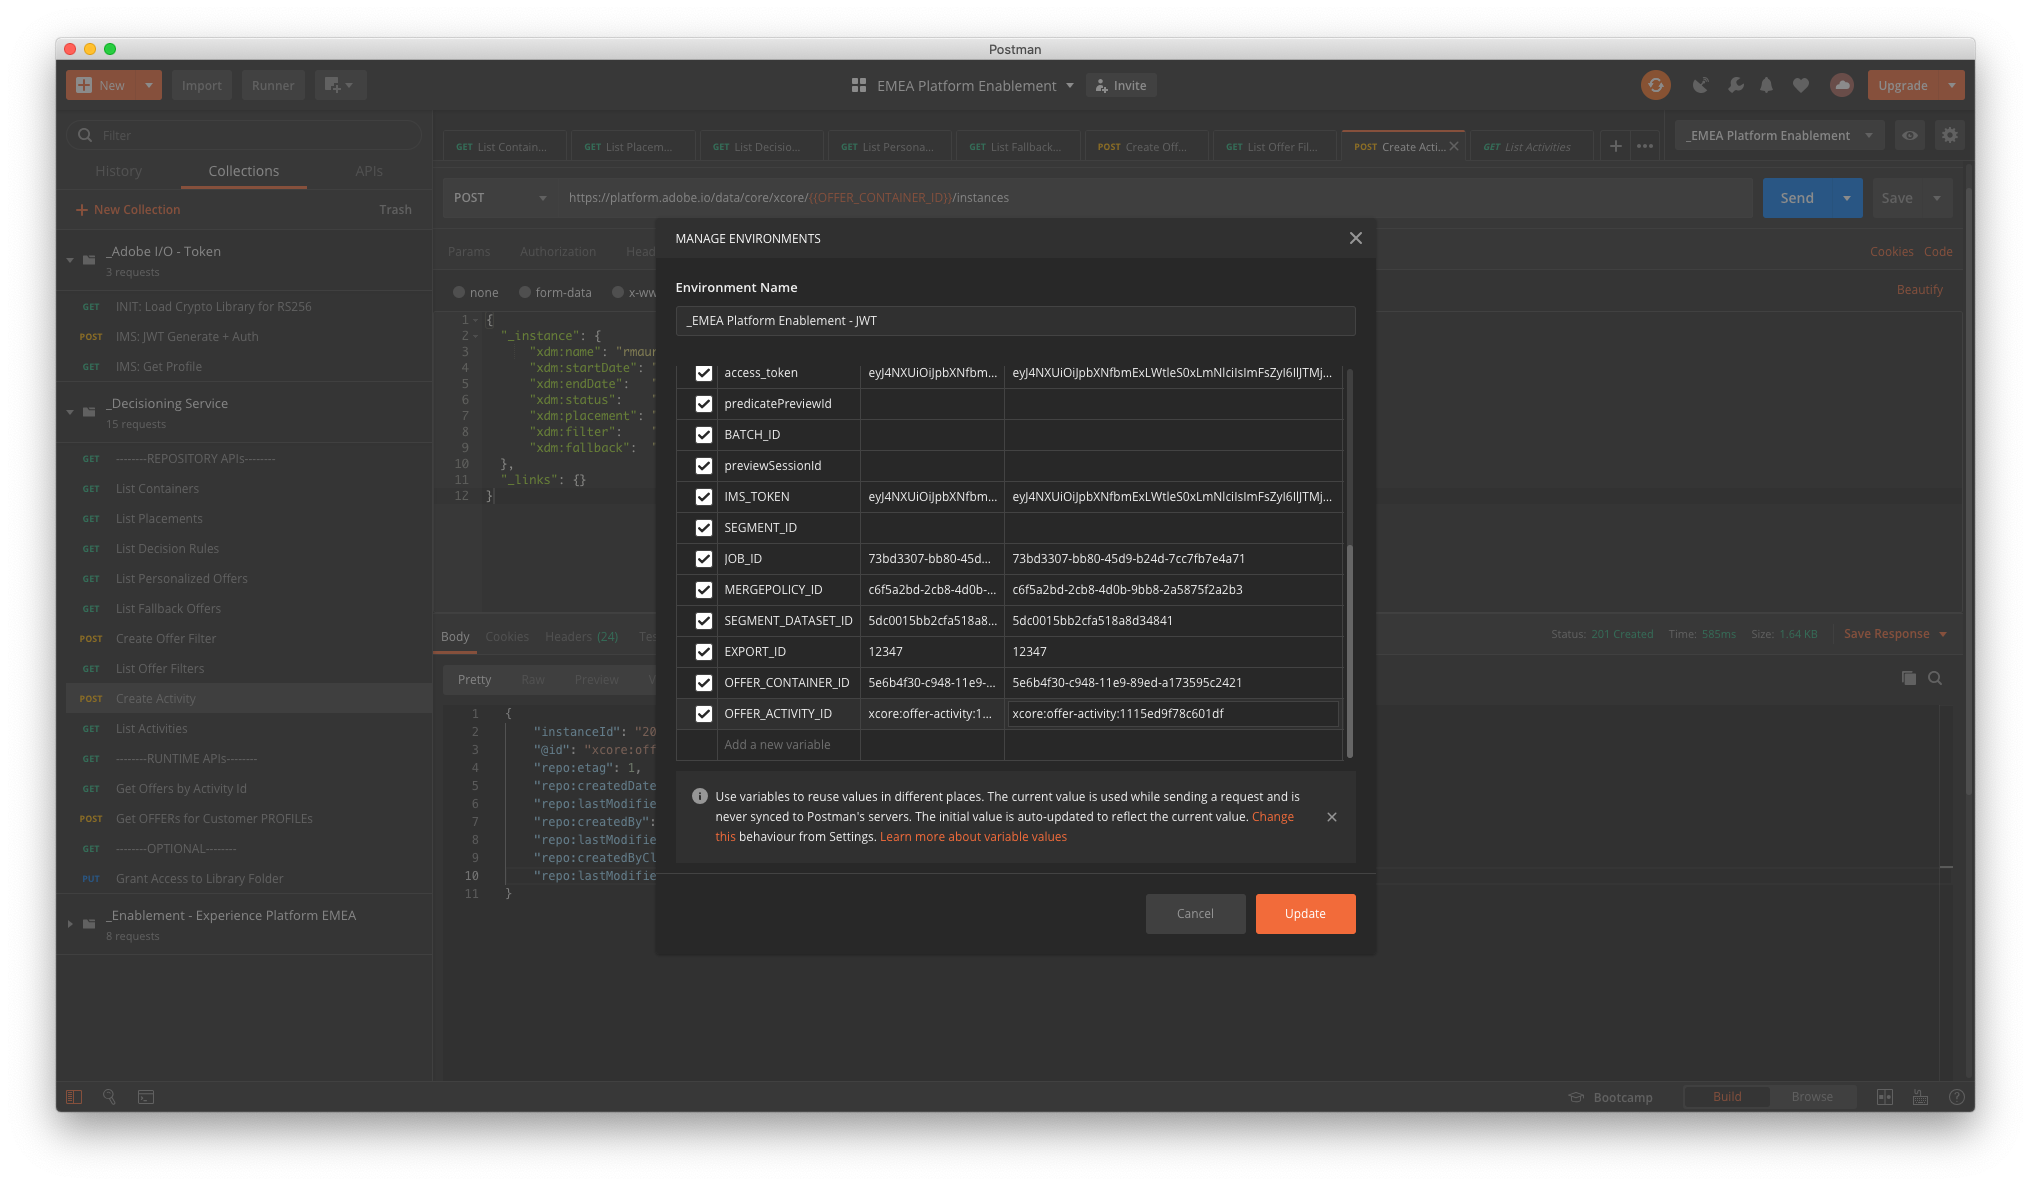 Postman
New
Import
Runner
EMEA Platform Enablement
Invite
Upgrade
Filter
History
Collections
APIs
New Collection
Trash
_Adobe I/O - Token
3 requests
GET INIT: Load Crypto Library for RS256
POST IMS: JWT Generate + Auth
GET IMS: Get Profile
_Decisioning Service
15 requests
GET --------REPOSITORY APIs--------
GET List Containers
GET List Placements
GET List Decision Rules
GET List Personalized Offers
GET List Fallback Offers
POST Create Offer Filter
GET List Offer Filters
POST Create Activity
GET List Activities
GET --------RUNTIME APIs--------
GET Get Offers by Activity Id
POST Get OFFERs for Customer PROFILEs
GET --------OPTIONAL--------
PUT Grant Access to Library Folder
_Enablement - Experience Platform EMEA
8 requests
GET List Contain...
GET List Placem...
GET List Decisio...
GET List Persona...
GET List Fallback...
POST Create Off...
GET List Offer Fil...
POST Create Acti...
GET List Activities
_EMEA Platform Enablement
POST
https://platform.adobe.io/data/core/xcore/{{OFFER_CONTAINER_ID}}/instances
Send
Save
Params
Authorization
Head
Cookies
Code
none
form-data
x-ww
Beautify
1 {
2 "_instance": {
3 "xdm:name": "rmaur
4 "xdm:startDate": "
5 "xdm:endDate": "
6 "xdm:status": "
7 "xdm:placement": "
8 "xdm:filter": "
9 "xdm:fallback": "
10 },
11 "_links": {}
12 }
Body
Cookies
Headers (24)
Tes
Status: 201 Created
Time: 585ms
Size: 1.64 KB
Save Response
Pretty
Raw
Preview
V
1 {
2 "instanceId": "20
3 "@id": "xcore:off
4 "repo:etag": 1,
5 "repo:createdDate
6 "repo:lastModifie
7 "repo:createdBy":
8 "repo:lastModifie
9 "repo:createdByCl
10 "repo:lastModifie
11 }
MANAGE ENVIRONMENTS
Environment Name
_EMEA Platform Enablement - JWT
access_token eyJ4NXUiOiJpbXNfbm... eyJ4NXUiOiJpbXNfbmExLWtleS0xLmNlciIsImFsZyI6IlJTMj...
predicatePreviewId
BATCH_ID
previewSessionId
IMS_TOKEN eyJ4NXUiOiJpbXNfbm... eyJ4NXUiOiJpbXNfbmExLWtleS0xLmNlciIsImFsZyI6IlJTMj...
SEGMENT_ID
JOB_ID 73bd3307-bb80-45d... 73bd3307-bb80-45d9-b24d-7cc7fb7e4a71
MERGEPOLICY_ID c6f5a2bd-2cb8-4d0b-... c6f5a2bd-2cb8-4d0b-9bb8-2a5875f2a2b3
SEGMENT_DATASET_ID 5dc0015bb2cfa518a8... 5dc0015bb2cfa518a8d34841
EXPORT_ID 12347 12347
OFFER_CONTAINER_ID 5e6b4f30-c948-11e9-... 5e6b4f30-c948-11e9-89ed-a173595c2421
OFFER_ACTIVITY_ID xcore:offer-activity:1... xcore:offer-activity:1115ed9f78c601df
Add a new variable
Use variables to reuse values in different places. The current value is used while sending a request and is
never synced to Postman's servers. The initial value is auto-updated to reflect the current value. Change
this behaviour from Settings. Learn more about variable values
Cancel
Update
Bootcamp
Build
Browse